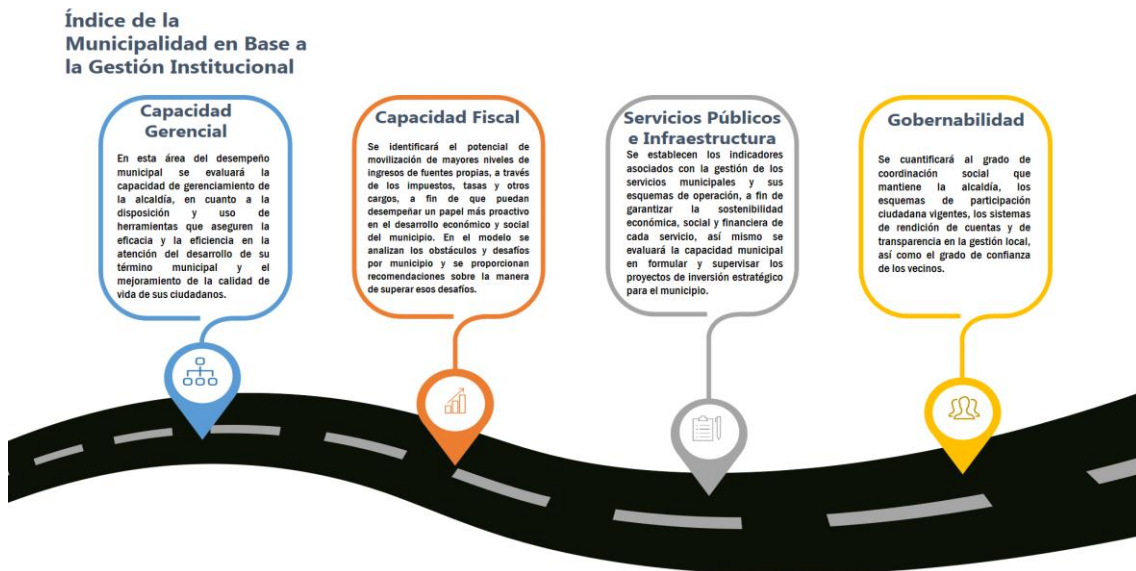 Índice de la
Municipalidad en Base a
la Gestión Institucional
Capacidad
Gerencial
En esta área del desempeño
municipal se evaluará la
capacidad de gerenciamiento de
la alcaldía, en cuanto a la
disposición y uso de
herramientas que aseguren la
eficacia y la eficiencia en la
atención del desarrollo de su
término municipal y el
mejoramiento de la calidad de
vida de sus ciudadanos.
Capacidad Fiscal
Se identificará el potencial de
movilización de mayores niveles de
ingresos de fuentes propias, a través
de los impuestos, tasas y otros
cargos, a fin de que puedan
desempeñar un papel más proactivo
en el desarrollo económico y social
del municipio. En el modelo se
analizan los obstáculos y desafíos
por municipio y se proporcionan
recomendaciones sobre la manera
de superar esos desafíos.
Servicios Públicos
e Infraestructura
Se establecen los indicadores
asociados con la gestión de los
servicios municipales y sus
esquemas de operación, a fin de
garantizar la sostenibilidad
económica, social y financiera de
cada servicio, así mismo se
evaluará la capacidad municipal
en formular y supervisar los
proyectos de inversión estratégico
para el municipio.
Gobernabilidad
Se cuantificará al grado de
coordinación social que
mantiene la alcaldía, los
esquemas de participación
ciudadana vigentes, los sistemas
de rendición de cuentas y de
transparencia en la gestión local,
así como el grado de confianza
de los vecinos.